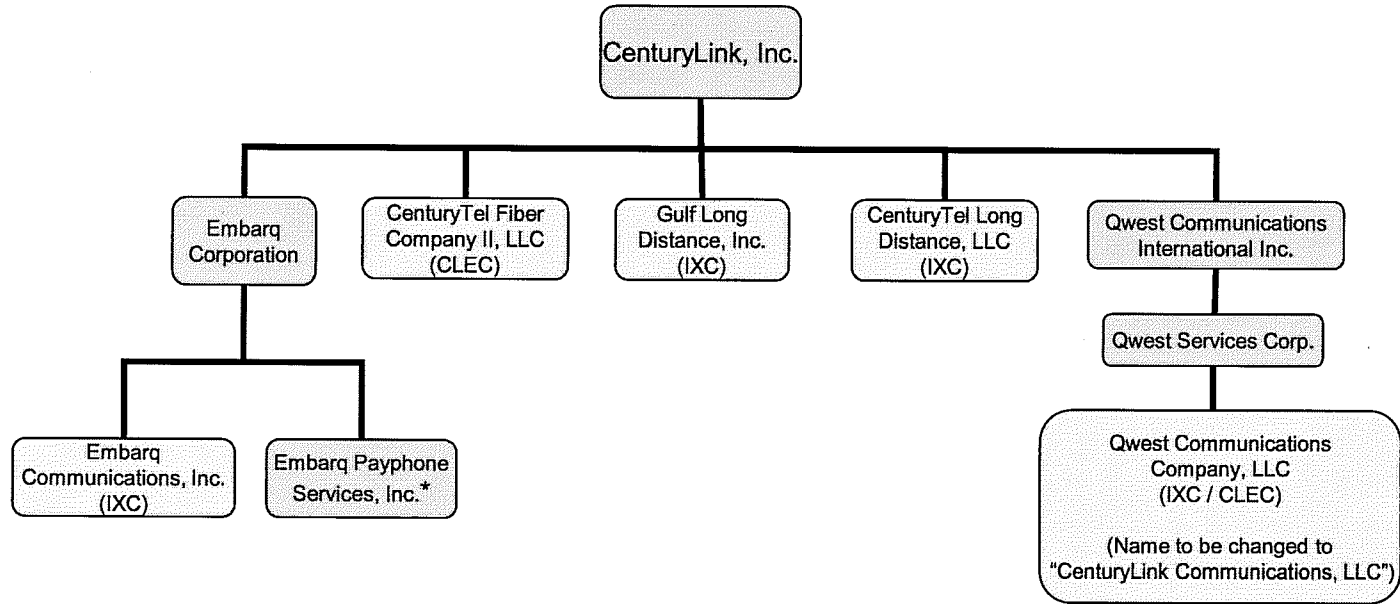 CenturyLink, Inc.
Embarq
Corporation
CenturyTel Fiber
Company II, LLC
(CLEC)
Gulf Long
Distance, Inc.
(IXC)
CenturyTel Long
Distance, LLC
(IXC)
Qwest Communications
International Inc.
Qwest Services Corp.
Embarq
Communications, Inc.
(IXC)
Embarq Payphone
Services, Inc.*
Qwest Communications
Company, LLC
(IXC / CLEC)
(Name to be changed to
“CenturyLink Communications, LLC”)